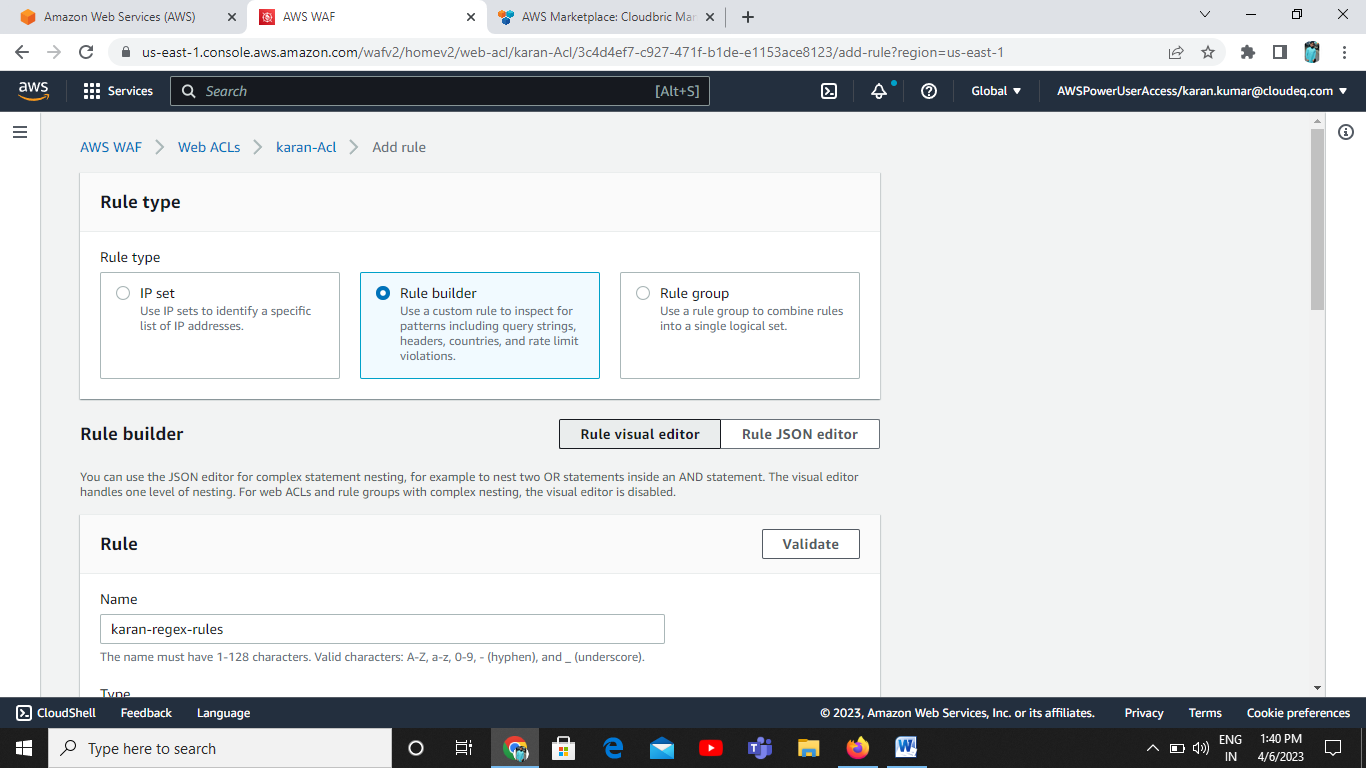 Amazon Web Services (AWS)
AWS WAF
AWS Marketplace: Cloudbric Mar
us-east-1.console.aws.amazon.com/wafv2/homev2/web-acl/karan-Acl/3c4d4ef7-c927-471f-b1de-e1153ace8123/add-rule?region=us-east-1
aws
Services
Search
[Alt+S]
Global
AWSPowerUserAccess/karan.kumar@cloudeq.com
AWS WAF > Web ACLs > karan-Acl > Add rule
Rule type
Rule type
IP set
Use IP sets to identify a specific
list of IP addresses.
Rule builder
Use a custom rule to inspect for
patterns including query strings,
headers, countries, and rate limit
violations.
Rule group
Use a rule group to combine rules
into a single logical set.
Rule builder
Rule visual editor
Rule JSON editor
You can use the JSON editor for complex statement nesting, for example to nest two OR statements inside an AND statement. The visual editor
handles one level of nesting. For web ACLs and rule groups with complex nesting, the visual editor is disabled.
Rule
Validate
Name
karan-regex-rules
The name must have 1-128 characters. Valid characters: A-Z, a-z, 0-9, - (hyphen), and _ (underscore).
Type
CloudShell
Feedback
Language
© 2023, Amazon Web Services, Inc. or its affiliates.
Privacy
Terms
Cookie preferences
Type here to search
ENG
IN
1:40 PM
4/6/2023